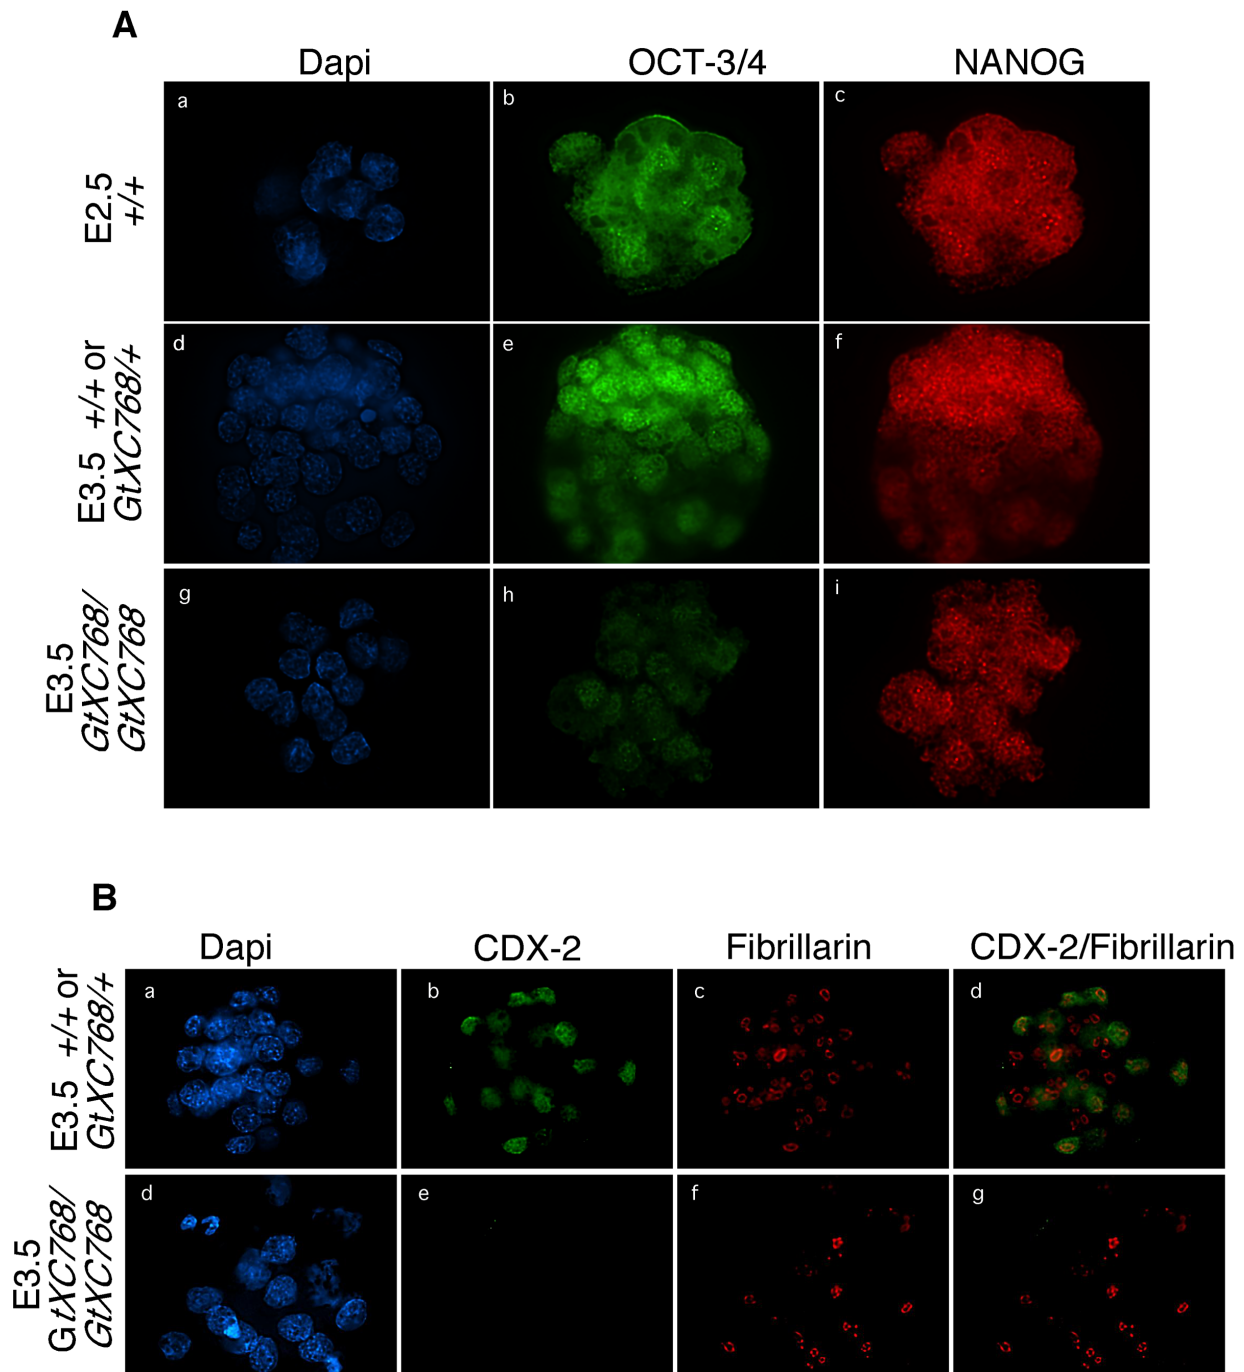 A
Dapi OCT-3/4 NANOG
E2.5
+/+
a b c
E3.5 +/+ or
GtXC768/+
d e f
E3.5
GtXC768/
GtXC768
g h i
B
Dapi CDX-2 Fibrillarin CDX-2/Fibrillarin
E3.5 +/+ or
GtXC768/+
a b c d
E3.5
GtXC768/
GtXC768
d e f g